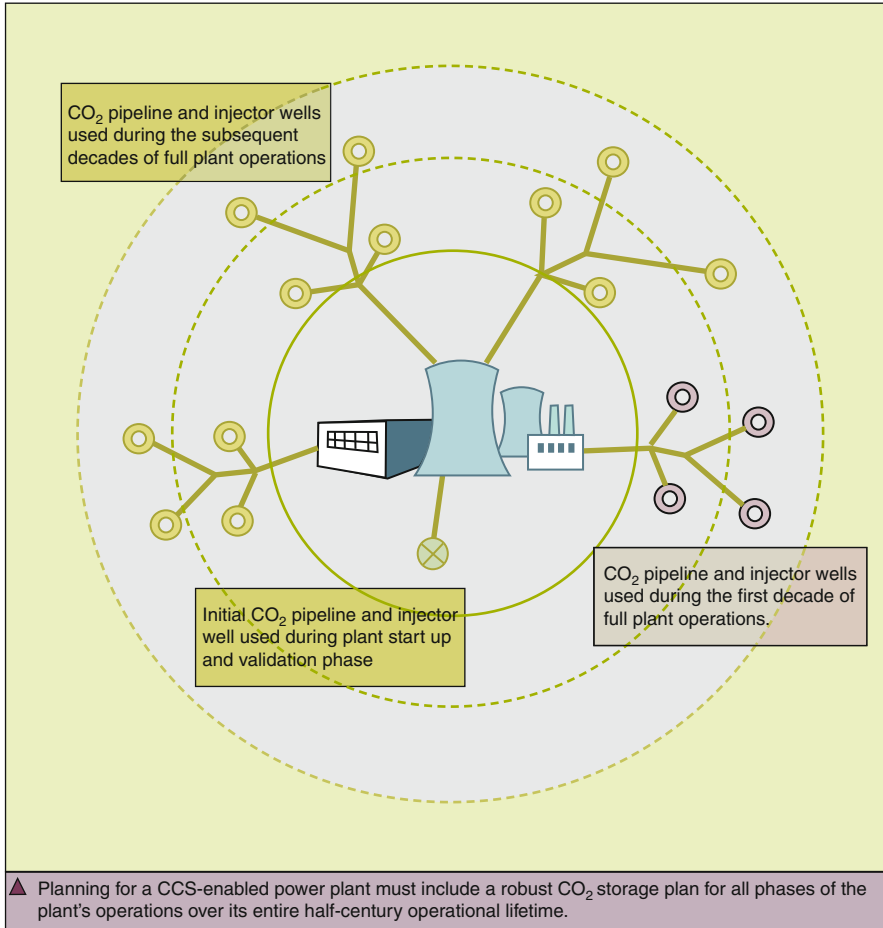 CO₂ pipeline and injector wells
used during the subsequent
decades of full plant operations
CO₂ pipeline and injector wells
used during the first decade of
full plant operations.
Initial CO₂ pipeline and injector
well used during plant start up
and validation phase
Planning for a CCS-enabled power plant must include a robust CO₂ storage plan for all phases of the
plant's operations over its entire half-century operational lifetime.